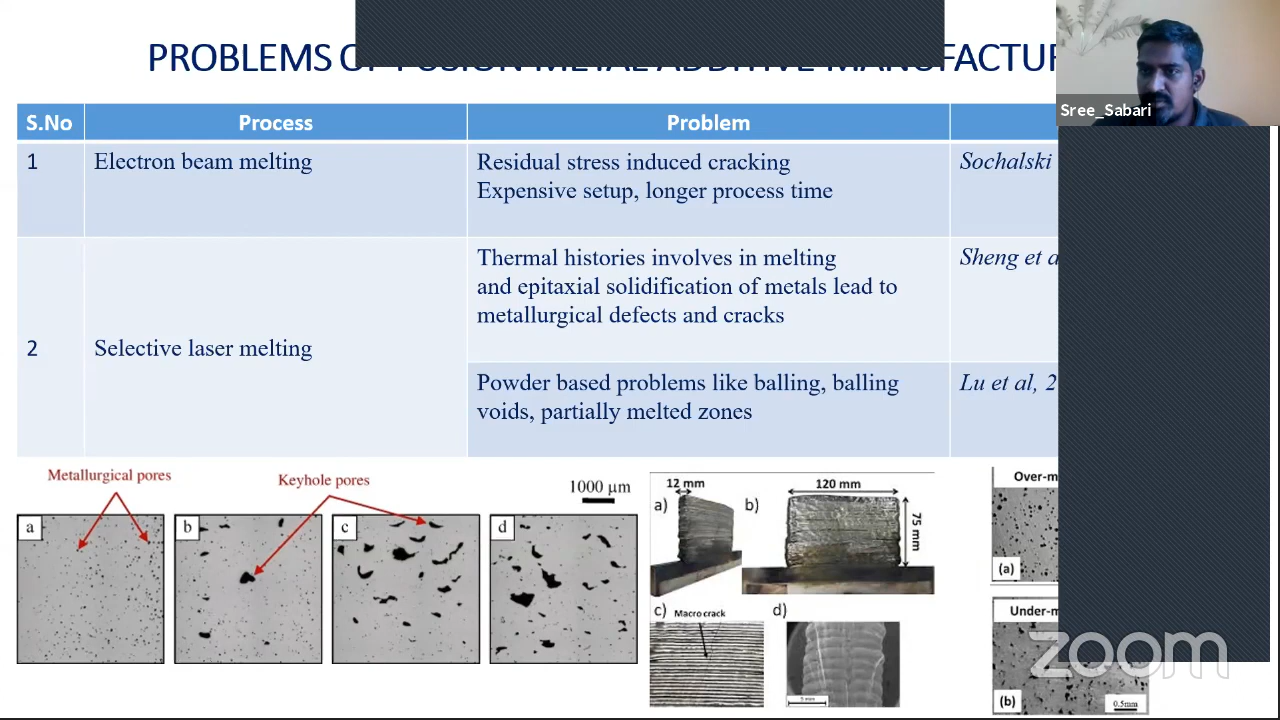 PROBLEMS OF FUSION METAL ADDITIVE MANUFACTUR
Sree_Sabari
S.No Process Problem
1 Electron beam melting Residual stress induced cracking Sochalski
Expensive setup, longer process time
Thermal histories involves in melting Sheng et a
and epitaxial solidification of metals lead to
metallurgical defects and cracks
2 Selective laser melting
Powder based problems like balling, balling Lu et al, 2
voids, partially melted zones
Metallurgical pores
Keyhole pores
1000 μm
a b c d
12 mm 120 mm
a) b)
75 mm
c) Macro crack d)
5 mm
Over-m
(a)
Under-m
(b)
0.5mm
zoom